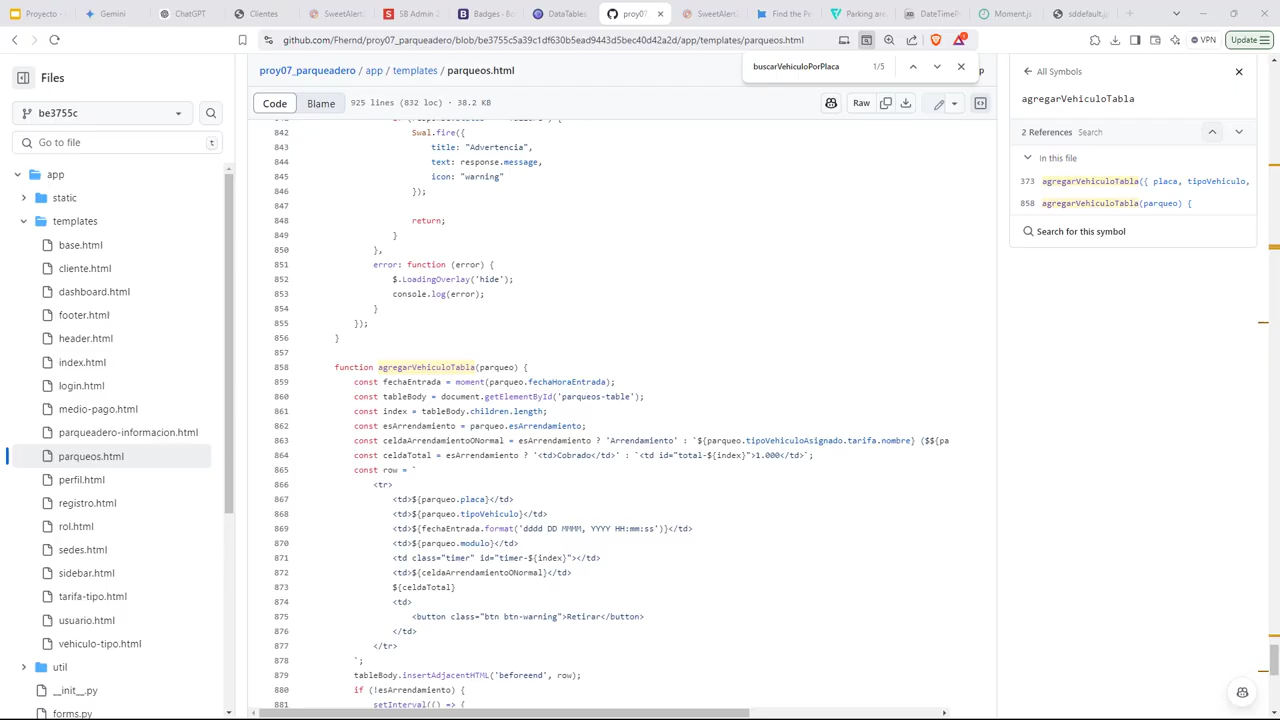 Proyecto -
Gemini
ChatGPT
Clientes
SweetAlert
SB Admin 2
Badges - Bo
DataTables
proy07_
SweetAlert2
Find the Pe
Parking are
DateTimeP
Moment.js
sddefault.jp
github.com/Fhernd/proy07_parqueadero/blob/be3755c5a39c1df630b5ead9443d5bec40d42a2d/app/templates/parqueos.html
VPN
Update
Files
be3755c
Go to file
t
app
static
templates
base.html
cliente.html
dashboard.html
footer.html
header.html
index.html
login.html
medio-pago.html
parqueadero-informacion.html
parqueos.html
perfil.html
registro.html
rol.html
sedes.html
sidebar.html
tarifa-tipo.html
usuario.html
vehiculo-tipo.html
util
__init__.py
forms.py
proy07_parqueadero / app / templates / parqueos.html
buscarVehiculoPorPlaca 1/5
Code Blame 925 lines (832 loc) · 38.2 KB
Raw
842 Swal.fire({
843 title: "Advertencia",
844 text: response.message,
845 icon: "warning"
846 });
847
848 return;
849 }
850 },
851 error: function (error) {
852 $.LoadingOverlay('hide');
853 console.log(error);
854 }
855 });
856 }
857
858 function agregarVehiculoTabla(parqueo) {
859 const fechaEntrada = moment(parqueo.fechaHoraEntrada);
860 const tableBody = document.getElementById('parqueos-table');
861 const index = tableBody.children.length;
862 const esArrendamiento = parqueo.esArrendamiento;
863 const celdaArrendamientoONormal = esArrendamiento ? 'Arrendamiento' : `${parqueo.tipoVehiculoAsignado.tarifa.nombre} ($${pa
864 const celdaTotal = esArrendamiento ? '<td>Cobrado</td>' : `<td id="total-${index}">1.000</td>`;
865 const row = `
866 <tr>
867 <td>${parqueo.placa}</td>
868 <td>${parqueo.tipoVehiculo}</td>
869 <td>${fechaEntrada.format('dddd DD MMMM, YYYY HH:mm:ss')}</td>
870 <td>${parqueo.modulo}</td>
871 <td class="timer" id="timer-${index}"></td>
872 <td>${celdaArrendamientoONormal}</td>
873 ${celdaTotal}
874 <td>
875 <button class="btn btn-warning">Retirar</button>
876 </td>
877 </tr>
878 `;
879 tableBody.insertAdjacentHTML('beforeend', row);
880 if (!esArrendamiento) {
881 setInterval(() => {
All Symbols
agregarVehiculoTabla
2 References Search
In this file
373 agregarVehiculoTabla({ placa, tipoVehiculo,
858 agregarVehiculoTabla(parqueo) {
Search for this symbol